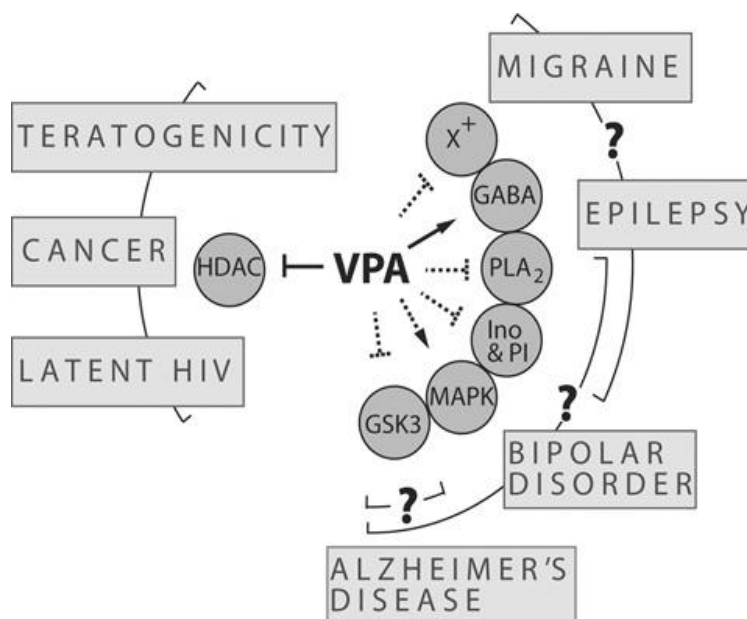 MIGRAINE
TERATOGENICITY
X+
?
GABA
CANCER
EPILEPSY
HDAC
VPA
PLA2
Ino
& PI
LATENT HIV
MAPK
?
GSK3
BIPOLAR
DISORDER
?
ALZHEIMER'S
DISEASE